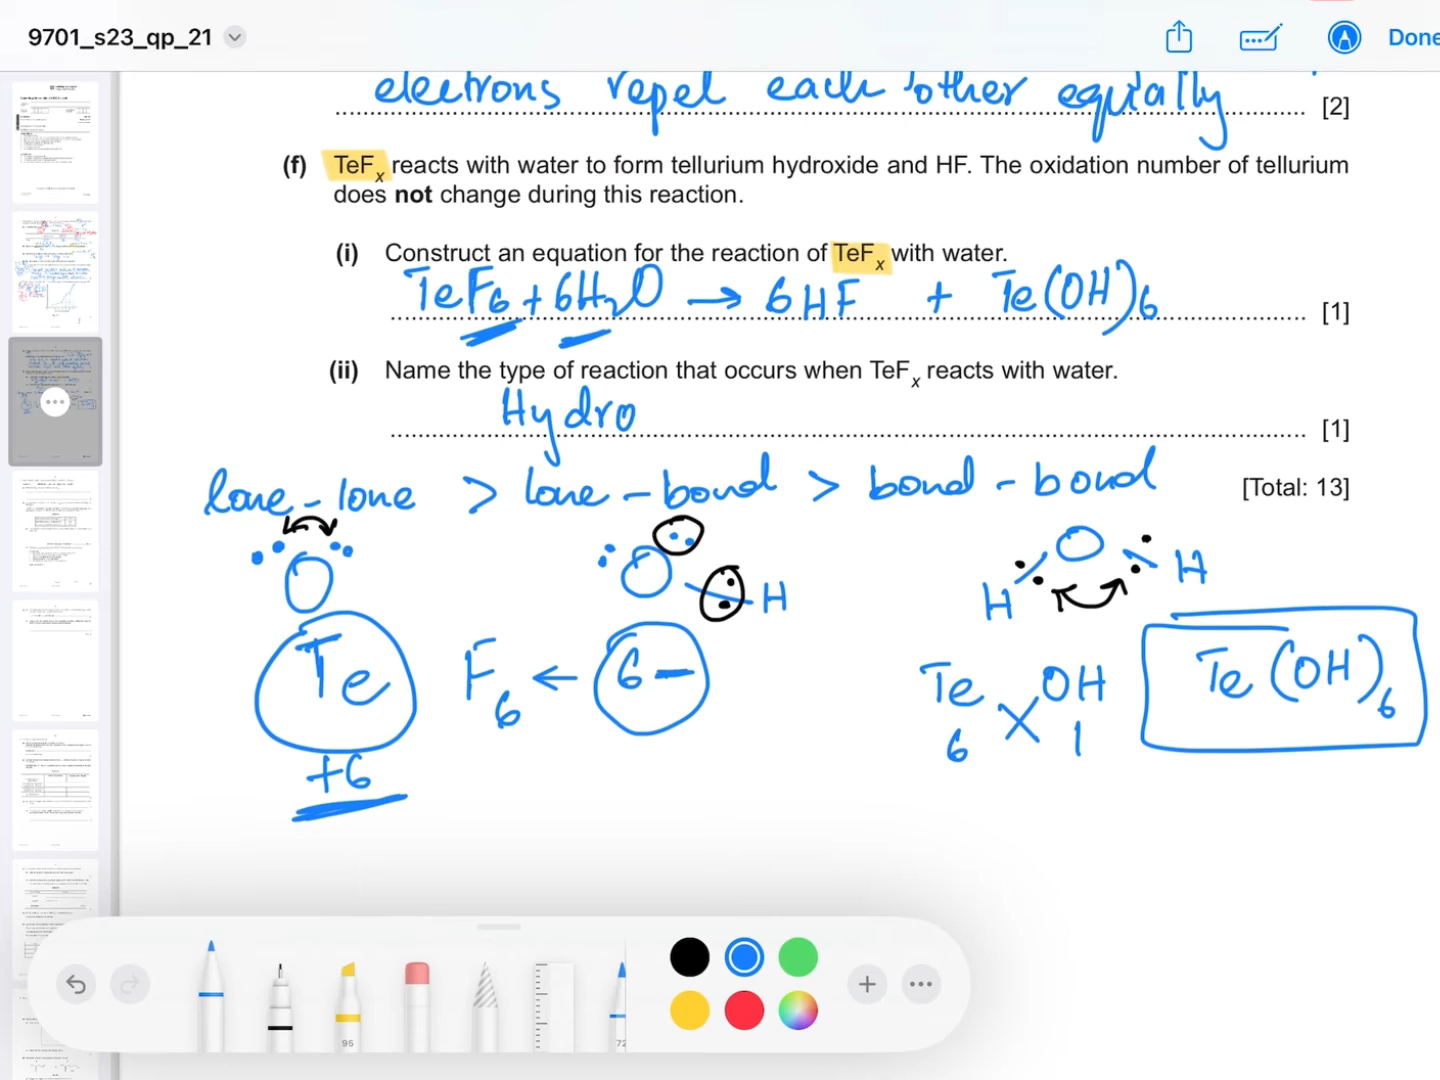 9701_s23_qp_21
Done
electrons repel each other equally [2]
(f) TeFx reacts with water to form tellurium hydroxide and HF. The oxidation number of tellurium
does not change during this reaction.
(i) Construct an equation for the reaction of TeFx with water.
TeF6 + 6H2O → 6HF + Te(OH)6 [1]
(ii) Name the type of reaction that occurs when TeFx reacts with water.
Hydro [1]
lone - lone > lone - bond > bond - bond
[Total: 13]
O O H H O H
Te F6 ← 6-
+6
Te OH
6 1
Te(OH)6
95
72